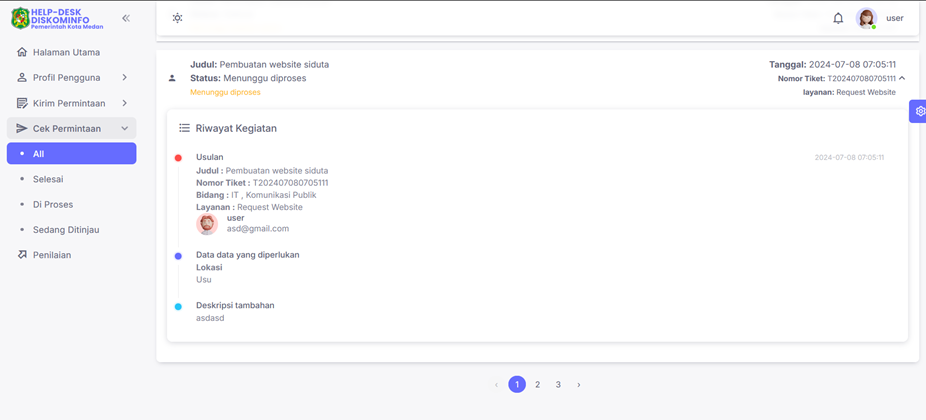 HELP-DESK
DISKOMINFO
Pemerintah Kota Medan
user
Halaman Utama
Profil Pengguna
Kirim Permintaan
Cek Permintaan
All
Selesai
Di Proses
Sedang Ditinjau
Penilaian
Judul: Pembuatan website siduta
Status: Menunggu diproses
Menunggu diproses
Tanggal: 2024-07-08 07:05:11
Nomor Tiket: T202407080705111
layanan: Request Website
Riwayat Kegiatan
Usulan
2024-07-08 07:05:11
Judul : Pembuatan website siduta
Nomor Tiket : T202407080705111
Bidang : IT , Komunikasi Publik
Layanan : Request Website
user
asd@gmail.com
Data data yang diperlukan
Lokasi
Usu
Deskripsi tambahan
asdasd
‹ 1 2 3 ›